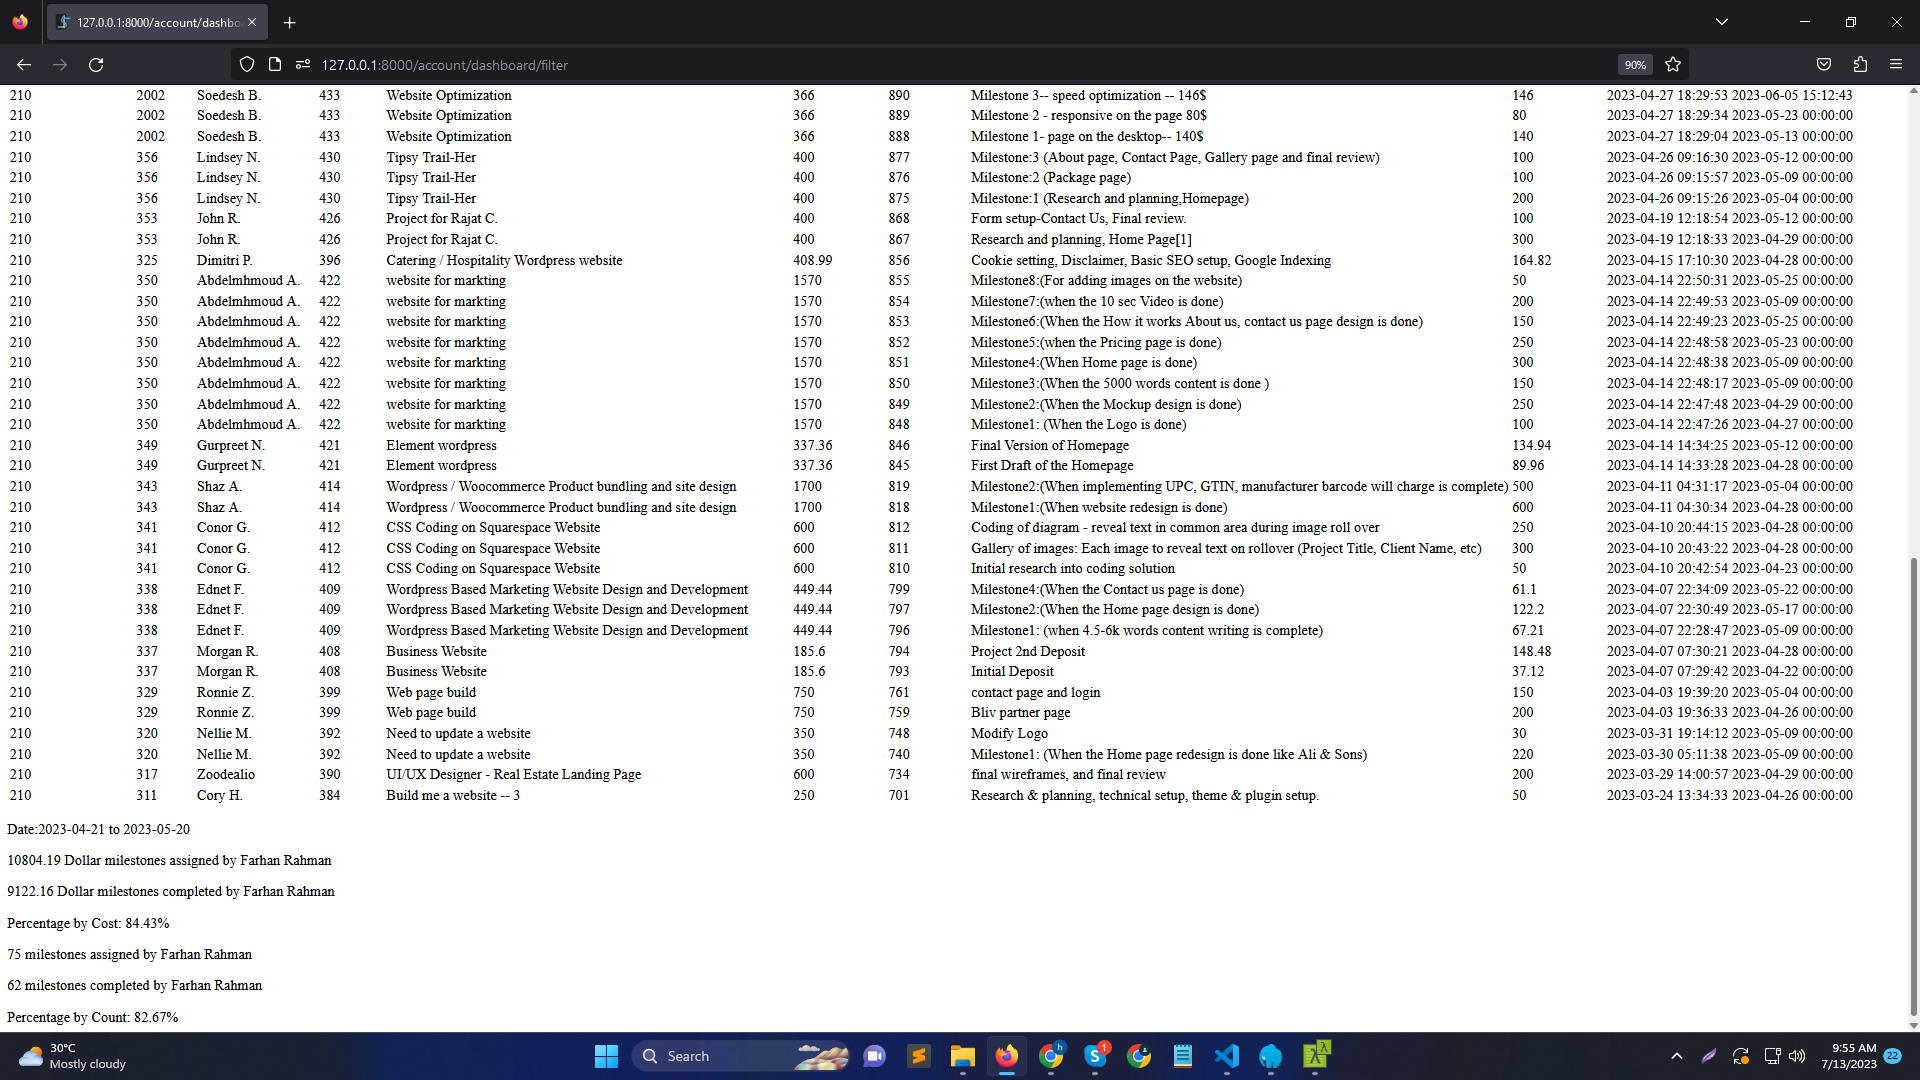 127.0.0.1:8000/account/dashbo
127.0.0.1:8000/account/dashboard/filter
90%
210 2002 Soedesh B. 433 Website Optimization 366 890 Milestone 3-- speed optimization -- 146$ 146 2023-04-27 18:29:53 2023-06-05 15:12:43
210 2002 Soedesh B. 433 Website Optimization 366 889 Milestone 2 - responsive on the page 80$ 80 2023-04-27 18:29:34 2023-05-23 00:00:00
210 2002 Soedesh B. 433 Website Optimization 366 888 Milestone 1- page on the desktop-- 140$ 140 2023-04-27 18:29:04 2023-05-13 00:00:00
210 356 Lindsey N. 430 Tipsy Trail-Her 400 877 Milestone:3 (About page, Contact Page, Gallery page and final review) 100 2023-04-26 09:16:30 2023-05-12 00:00:00
210 356 Lindsey N. 430 Tipsy Trail-Her 400 876 Milestone:2 (Package page) 100 2023-04-26 09:15:57 2023-05-09 00:00:00
210 356 Lindsey N. 430 Tipsy Trail-Her 400 875 Milestone:1 (Research and planning,Homepage) 200 2023-04-26 09:15:26 2023-05-04 00:00:00
210 353 John R. 426 Project for Rajat C. 400 868 Form setup-Contact Us, Final review. 100 2023-04-19 12:18:54 2023-05-12 00:00:00
210 353 John R. 426 Project for Rajat C. 400 867 Research and planning, Home Page[1] 300 2023-04-19 12:18:33 2023-04-29 00:00:00
210 325 Dimitri P. 396 Catering / Hospitality Wordpress website 408.99 856 Cookie setting, Disclaimer, Basic SEO setup, Google Indexing 164.82 2023-04-15 17:10:30 2023-04-28 00:00:00
210 350 Abdelmhmoud A. 422 website for markting 1570 855 Milestone8:(For adding images on the website) 50 2023-04-14 22:50:31 2023-05-25 00:00:00
210 350 Abdelmhmoud A. 422 website for markting 1570 854 Milestone7:(when the 10 sec Video is done) 200 2023-04-14 22:49:53 2023-05-09 00:00:00
210 350 Abdelmhmoud A. 422 website for markting 1570 853 Milestone6:(When the How it works About us, contact us page design is done) 150 2023-04-14 22:49:23 2023-05-25 00:00:00
210 350 Abdelmhmoud A. 422 website for markting 1570 852 Milestone5:(when the Pricing page is done) 250 2023-04-14 22:48:58 2023-05-23 00:00:00
210 350 Abdelmhmoud A. 422 website for markting 1570 851 Milestone4:(When Home page is done) 300 2023-04-14 22:48:38 2023-05-09 00:00:00
210 350 Abdelmhmoud A. 422 website for markting 1570 850 Milestone3:(When the 5000 words content is done ) 150 2023-04-14 22:48:17 2023-05-09 00:00:00
210 350 Abdelmhmoud A. 422 website for markting 1570 849 Milestone2:(When the Mockup design is done) 250 2023-04-14 22:47:48 2023-04-29 00:00:00
210 350 Abdelmhmoud A. 422 website for markting 1570 848 Milestone1: (When the Logo is done) 100 2023-04-14 22:47:26 2023-04-27 00:00:00
210 349 Gurpreet N. 421 Element wordpress 337.36 846 Final Version of Homepage 134.94 2023-04-14 14:34:25 2023-05-12 00:00:00
210 349 Gurpreet N. 421 Element wordpress 337.36 845 First Draft of the Homepage 89.96 2023-04-14 14:33:28 2023-04-28 00:00:00
210 343 Shaz A. 414 Wordpress / Woocommerce Product bundling and site design 1700 819 Milestone2:(When implementing UPC, GTIN, manufacturer barcode will charge is complete) 500 2023-04-11 04:31:17 2023-05-04 00:00:00
210 343 Shaz A. 414 Wordpress / Woocommerce Product bundling and site design 1700 818 Milestone1:(When website redesign is done) 600 2023-04-11 04:30:34 2023-04-28 00:00:00
210 341 Conor G. 412 CSS Coding on Squarespace Website 600 812 Coding of diagram - reveal text in common area during image roll over 250 2023-04-10 20:44:15 2023-04-28 00:00:00
210 341 Conor G. 412 CSS Coding on Squarespace Website 600 811 Gallery of images: Each image to reveal text on rollover (Project Title, Client Name, etc) 300 2023-04-10 20:43:22 2023-04-28 00:00:00
210 341 Conor G. 412 CSS Coding on Squarespace Website 600 810 Initial research into coding solution 50 2023-04-10 20:42:54 2023-04-23 00:00:00
210 338 Ednet F. 409 Wordpress Based Marketing Website Design and Development 449.44 799 Milestone4:(When the Contact us page is done) 61.1 2023-04-07 22:34:09 2023-05-22 00:00:00
210 338 Ednet F. 409 Wordpress Based Marketing Website Design and Development 449.44 797 Milestone2:(When the Home page design is done) 122.2 2023-04-07 22:30:49 2023-05-17 00:00:00
210 338 Ednet F. 409 Wordpress Based Marketing Website Design and Development 449.44 796 Milestone1: (when 4.5-6k words content writing is complete) 67.21 2023-04-07 22:28:47 2023-05-09 00:00:00
210 337 Morgan R. 408 Business Website 185.6 794 Project 2nd Deposit 148.48 2023-04-07 07:30:21 2023-04-28 00:00:00
210 337 Morgan R. 408 Business Website 185.6 793 Initial Deposit 37.12 2023-04-07 07:29:42 2023-04-22 00:00:00
210 329 Ronnie Z. 399 Web page build 750 761 contact page and login 150 2023-04-03 19:39:20 2023-05-04 00:00:00
210 329 Ronnie Z. 399 Web page build 750 759 Bliv partner page 200 2023-04-03 19:36:33 2023-04-26 00:00:00
210 320 Nellie M. 392 Need to update a website 350 748 Modify Logo 30 2023-03-31 19:14:12 2023-05-09 00:00:00
210 320 Nellie M. 392 Need to update a website 350 740 Milestone1: (When the Home page redesign is done like Ali & Sons) 220 2023-03-30 05:11:38 2023-05-09 00:00:00
210 317 Zoodealio 390 UI/UX Designer - Real Estate Landing Page 600 734 final wireframes, and final review 200 2023-03-29 14:00:57 2023-04-29 00:00:00
210 311 Cory H. 384 Build me a website -- 3 250 701 Research & planning, technical setup, theme & plugin setup. 50 2023-03-24 13:34:33 2023-04-26 00:00:00
Date:2023-04-21 to 2023-05-20
10804.19 Dollar milestones assigned by Farhan Rahman
9122.16 Dollar milestones completed by Farhan Rahman
Percentage by Cost: 84.43%
75 milestones assigned by Farhan Rahman
62 milestones completed by Farhan Rahman
Percentage by Count: 82.67%
30°C
Mostly cloudy
Search
h
1
9:55 AM
7/13/2023
22